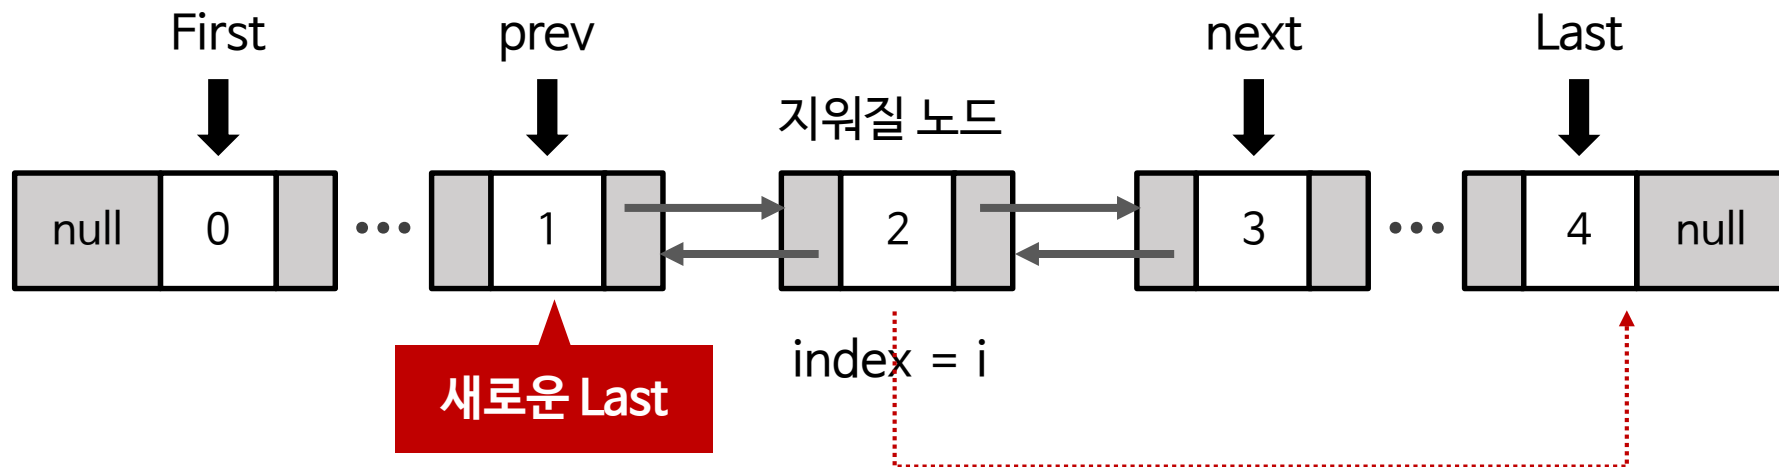 First
prev
next
Last
지워질 노드
null 0 ••• 1 2 3 ••• 4 null
index = i
새로운 Last